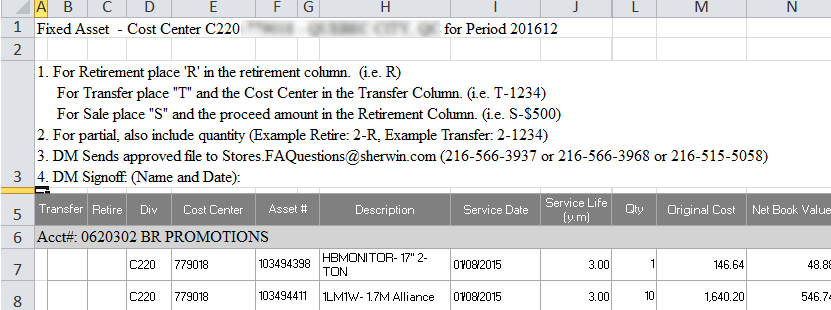 A B C D E F G H I J L M N
1 Fixed Asset - Cost Center C220 for Period 201612
2
1. For Retirement place 'R' in the retirement column. (i.e. R)
For Transfer place "T" and the Cost Center in the Transfer Column. (i.e. T-1234)
For Sale place "S" and the proceed amount in the Retirement Column. (i.e. S-$500)
2. For partial, also include quantity (Example Retire: 2-R, Example Transfer: 2-1234)
3. DM Sends approved file to Stores.FAQuestions@sherwin.com (216-566-3937 or 216-566-3968 or 216-515-5058)
3 4. DM Signoff: (Name and Date):
5 Transfer Retire Div Cost Center Asset # Description Service Date Service Life (y.m) Qty Original Cost Net Book Value
6 Acct#: 0620302 BR PROMOTIONS
7 C220 779018 103494398 HBMONITOR- 17" 2-TON 01/08/2015 3.00 1 146.64 48.88
8 C220 779018 103494411 1LM1W- 1.7M Alliance 01/08/2015 3.00 10 1,640.20 546.74